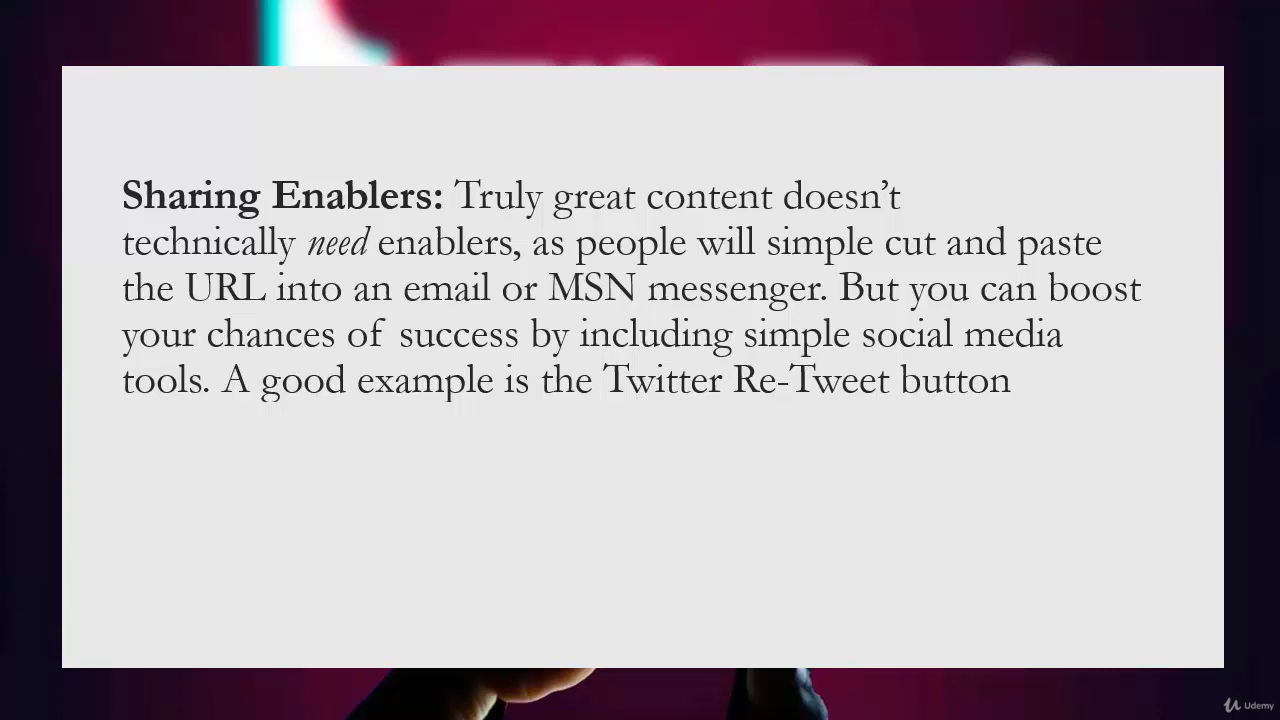 Sharing Enablers: Truly great content doesn’t
technically need enablers, as people will simple cut and paste
the URL into an email or MSN messenger. But you can boost
your chances of success by including simple social media
tools. A good example is the Twitter Re-Tweet button
Udemy